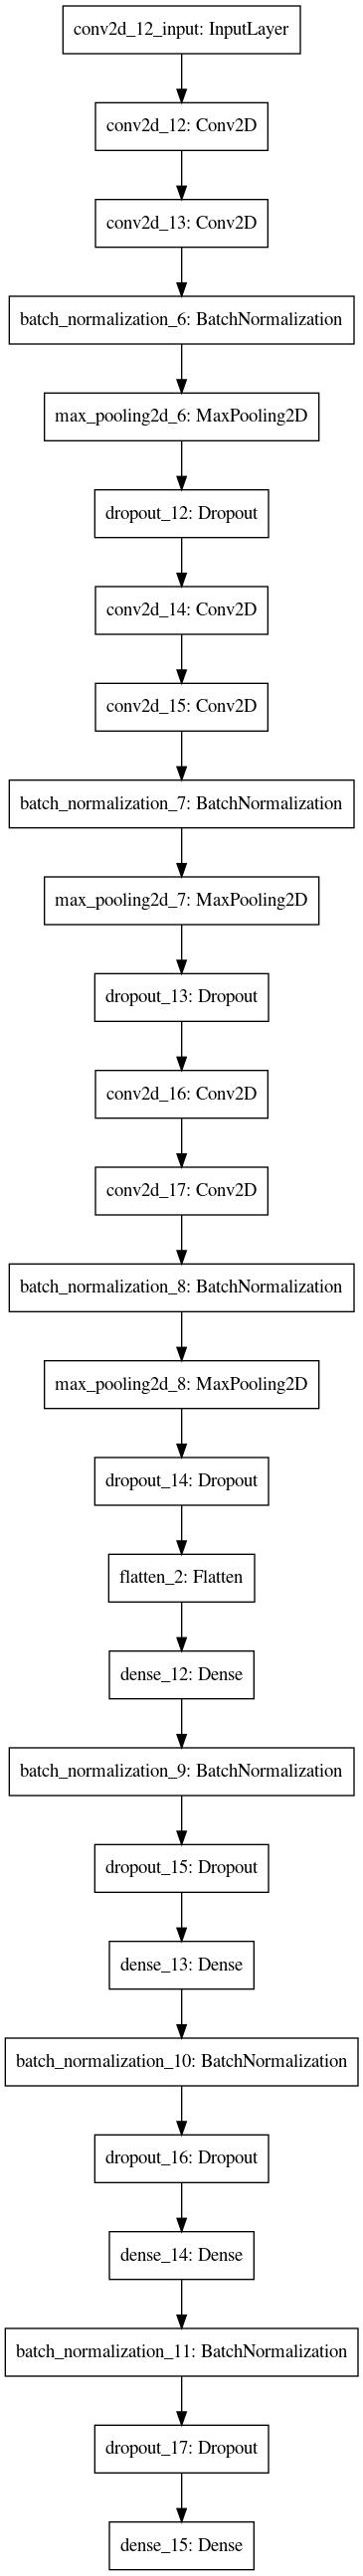 conv2d_12_input: InputLayer
conv2d_12: Conv2D
conv2d_13: Conv2D
batch_normalization_6: BatchNormalization
max_pooling2d_6: MaxPooling2D
dropout_12: Dropout
conv2d_14: Conv2D
conv2d_15: Conv2D
batch_normalization_7: BatchNormalization
max_pooling2d_7: MaxPooling2D
dropout_13: Dropout
conv2d_16: Conv2D
conv2d_17: Conv2D
batch_normalization_8: BatchNormalization
max_pooling2d_8: MaxPooling2D
dropout_14: Dropout
flatten_2: Flatten
dense_12: Dense
batch_normalization_9: BatchNormalization
dropout_15: Dropout
dense_13: Dense
batch_normalization_10: BatchNormalization
dropout_16: Dropout
dense_14: Dense
batch_normalization_11: BatchNormalization
dropout_17: Dropout
dense_15: Dense